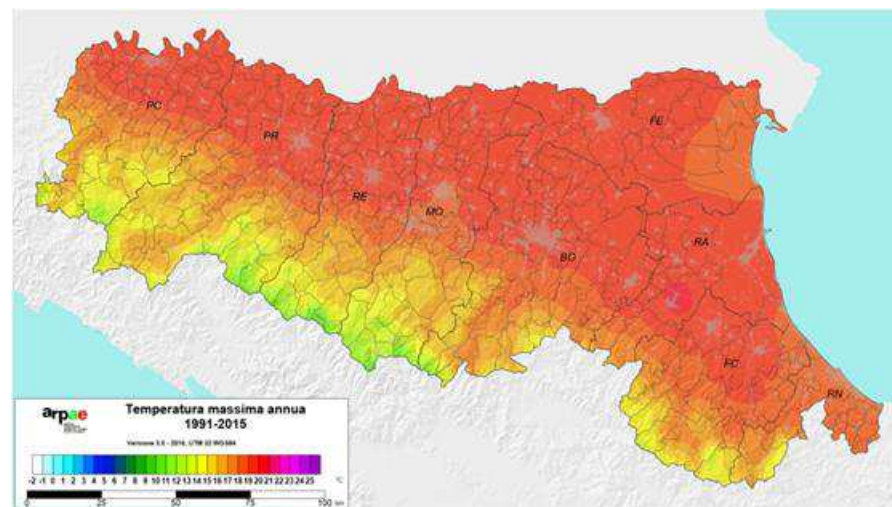 PC
PR
RE
MO
BO
FE
RA
FC
RN
arpae
Temperatura massima annua
1991-2015
-2 -1 0 1 2 3 4 5 6 7 8 9 10 11 12 13 14 15 16 17 18 19 20 21 22 23 24 25 °C
0 25 50 75 100 km